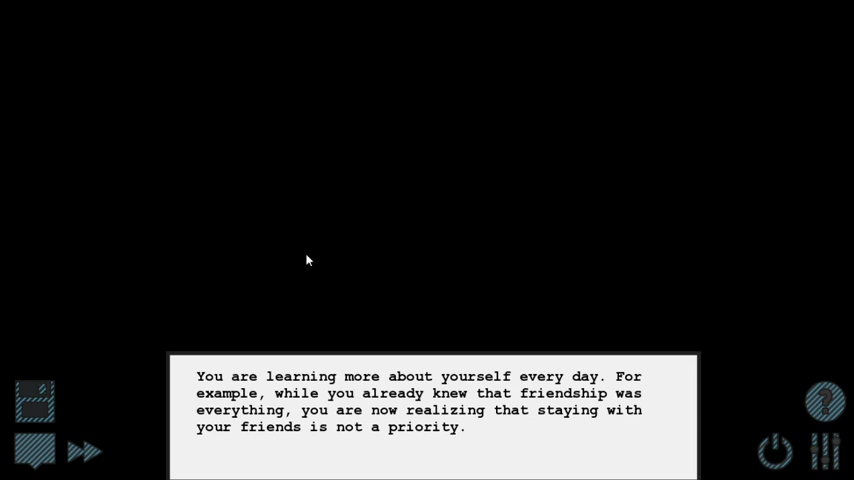 You are learning more about yourself every day. For
example, while you already knew that friendship was
everything, you are now realizing that staying with
your friends is not a priority.
?